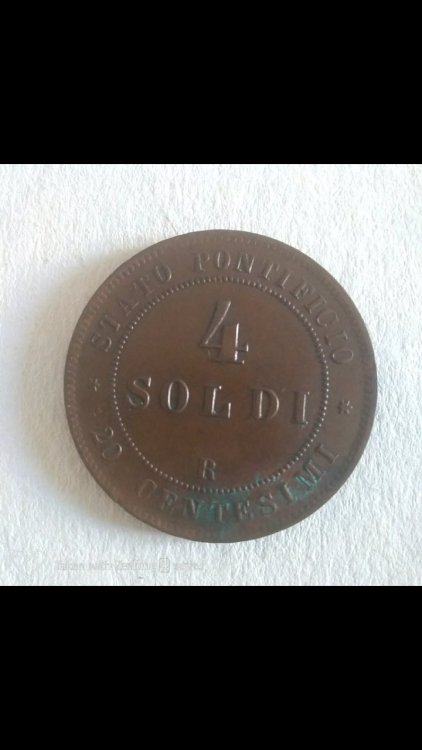 STATO PONTIFICIO
4
SOLDI
R
* 20 CENTESIMI *